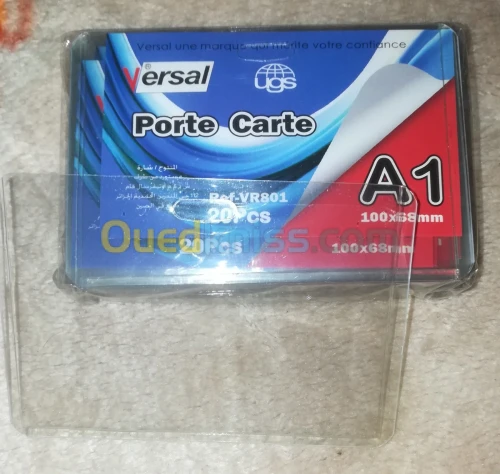 Versal une marque qui mérite votre confiance
Versal®
ugs
Porte Carte
A1
Ref-VR801
20Pcs
100x68mm
20Pcs
100x68mm
Ouedkniss.com